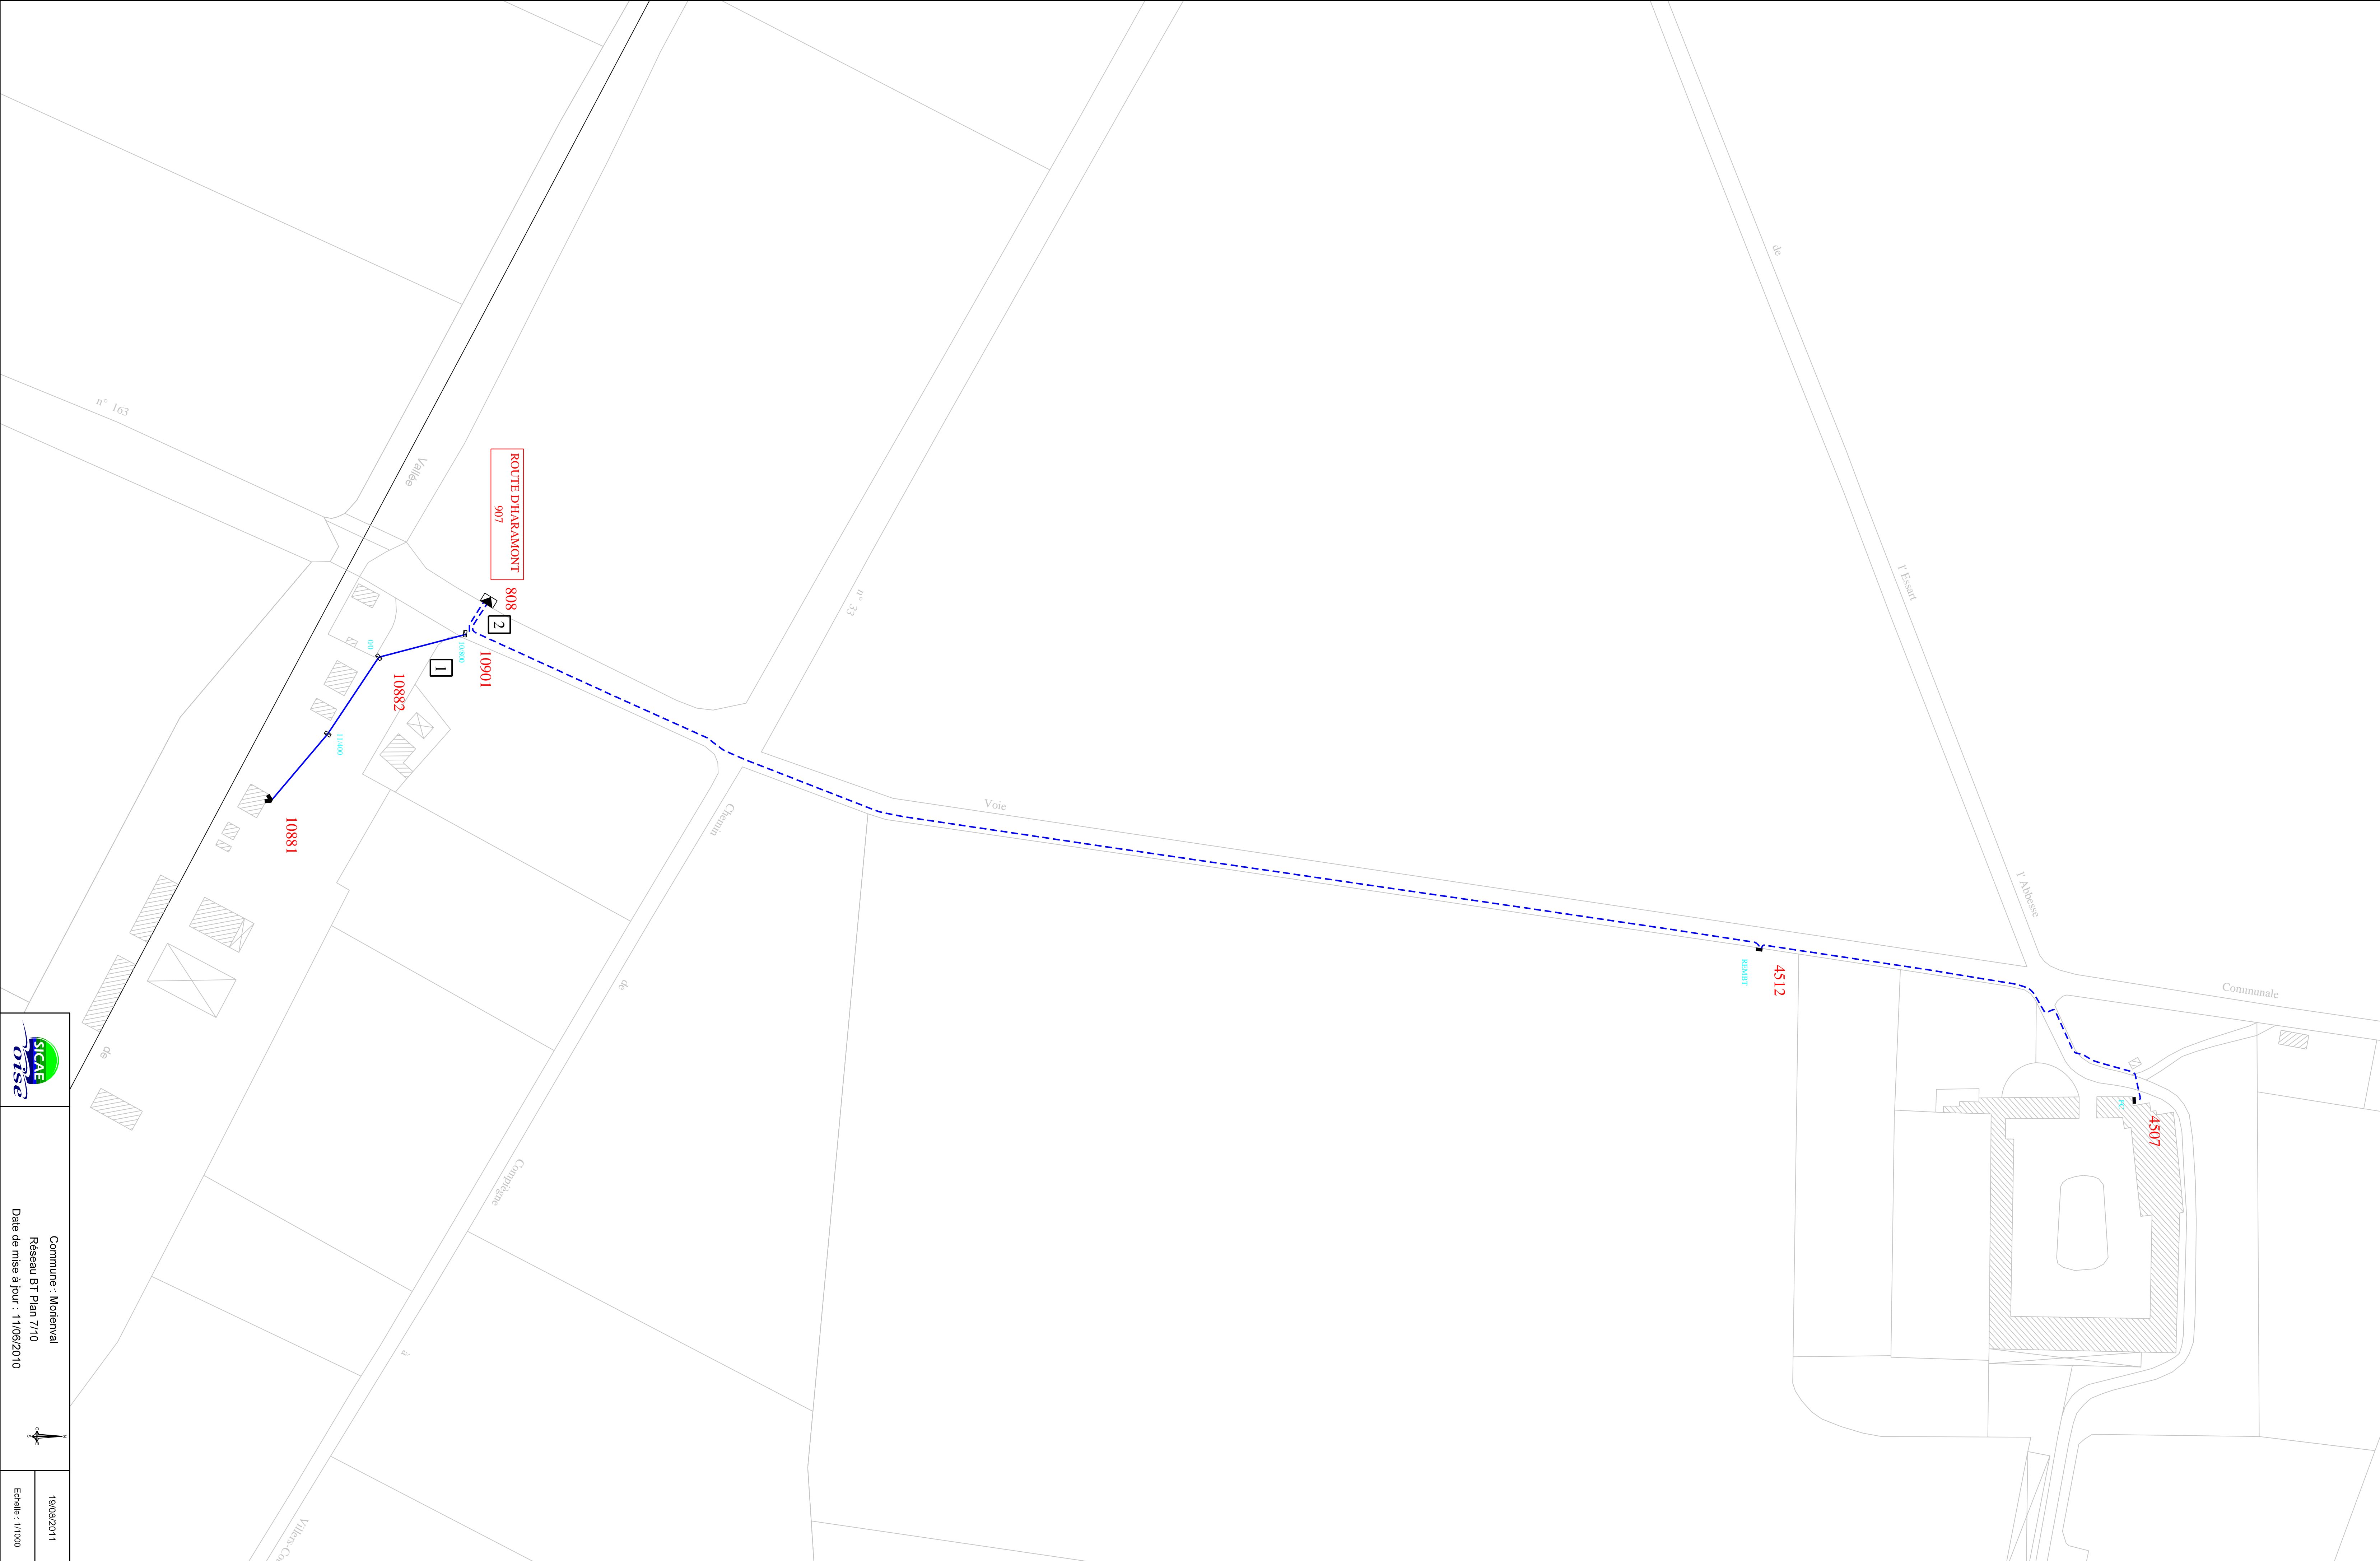 de
l'Essart
l'Abbesse
Communale
n° 163
Vallée
ROUTE D'HARAMONT
907
808
2
10901
1
10882
10881
n° 33
Voie
Chemin
de
Compiègne
à
de
REMBT
4512
4507
SICAE
Oise
Commune : Morienval
Réseau BT Plan 7/10
Date de mise à jour : 11/06/2010
N
19/08/2011
Echelle : 1/1000